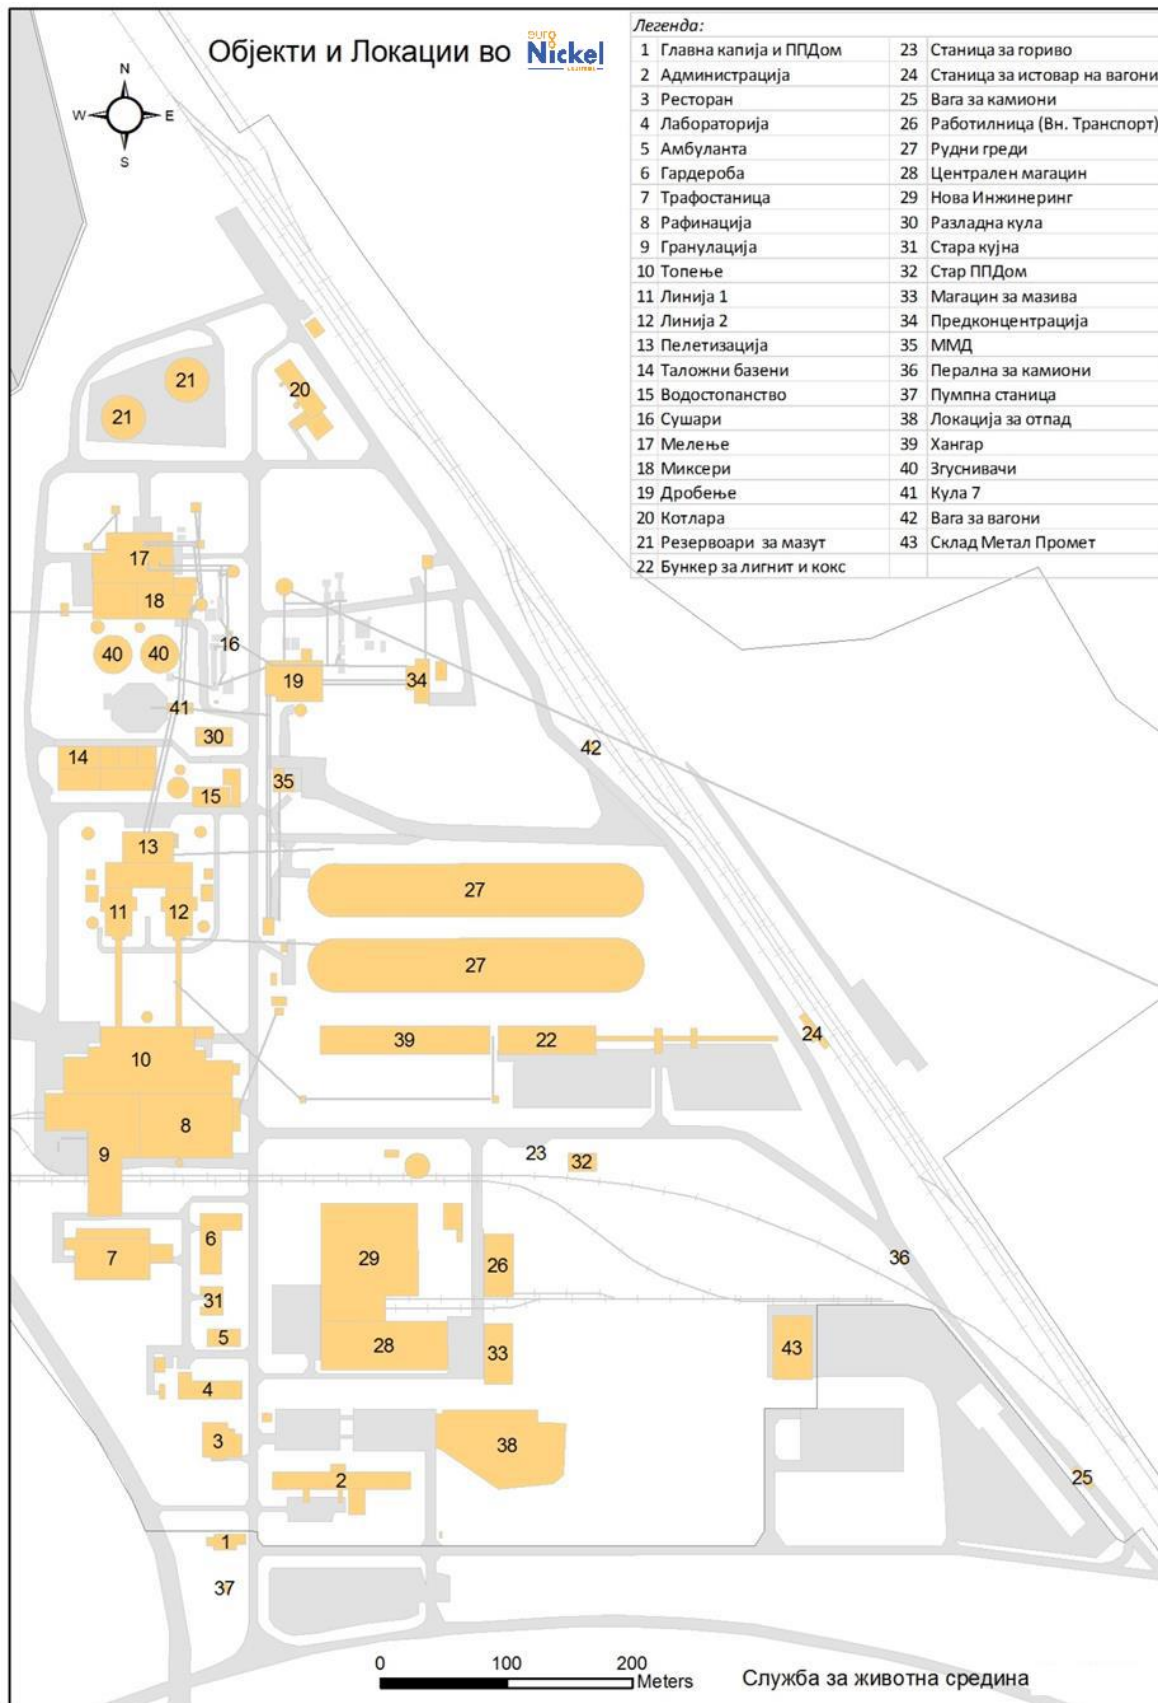 Објекти и Локации во euro Nickel
Легенда:
1 Главна капија и ППДом
2 Администрација
3 Ресторан
4 Лабораторија
5 Амбуланта
6 Гардероба
7 Трафостаница
8 Рафинација
9 Гранулација
10 Топење
11 Линија 1
12 Линија 2
13 Пелетизација
14 Таложни базени
15 Водостопанство
16 Сушари
17 Мелење
18 Миксери
19 Дробење
20 Котлара
21 Резервоари за мазут
22 Бункер за лигнит и кокс
23 Станица за гориво
24 Станица за истовар на вагони
25 Вага за камиони
26 Работилница (Вн. Транспорт)
27 Рудни греди
28 Централен магацин
29 Нова Инжинеринг
30 Разладна кула
31 Стара кујна
32 Стар ППДом
33 Магацин за мазива
34 Предконцентрација
35 ММД
36 Перална за камиони
37 Пумпна станица
38 Локација за отпад
39 Хангар
40 Згуснивачи
41 Кула 7
42 Вага за вагони
43 Склад Метал Промет
N
W E
S
21
20
21
17
18
16
40 40
19
34
41
30
42
14
35
15
13
27
11 12
27
24
39 22
10
8
23
9
32
6
7
29
26
36
31
5
28
33
43
4
3
38
2
25
1
37
0 100 200
Meters
Служба за животна средина